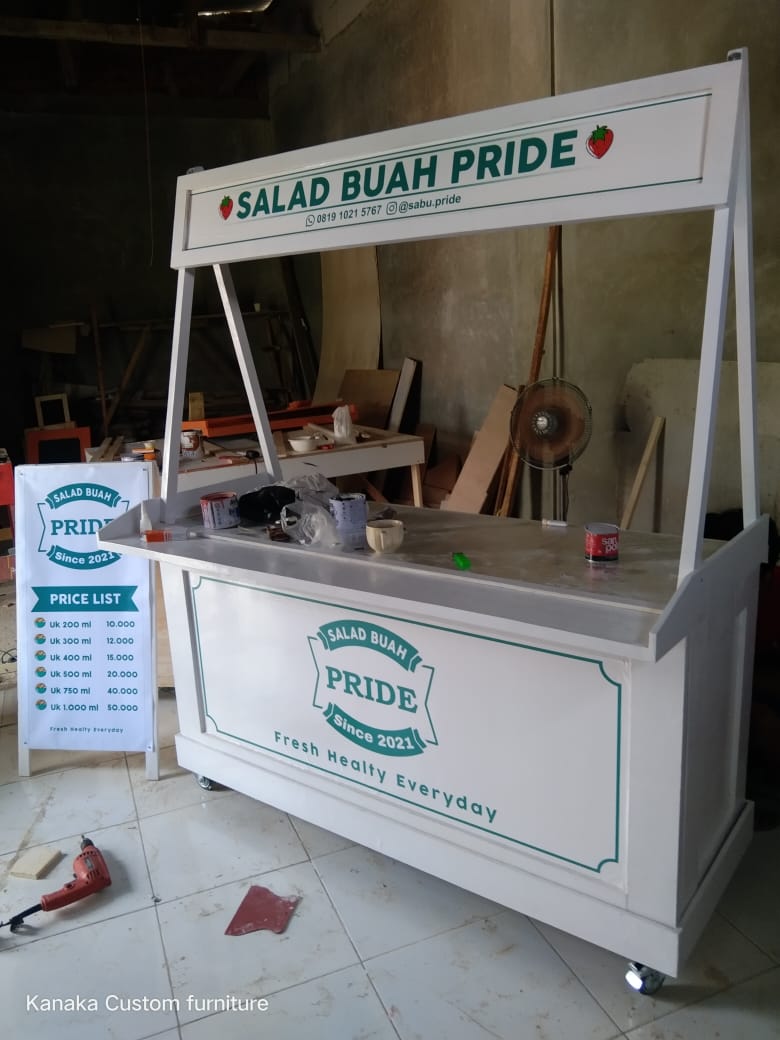 SALAD BUAH PRIDE
0819 1021 5767 @sabu.pride
SALAD BUAH
PRIDE
Since 2021
PRICE LIST
Uk 200 ml 10.000
Uk 300 ml 12.000
Uk 400 ml 15.000
Uk 500 ml 20.000
Uk 750 ml 40.000
Uk 1.000 ml 50.000
Fresh Healty Everyday
SALAD BUAH
PRIDE
Since 2021
Fresh Healty Everyday
Kanaka Custom furniture